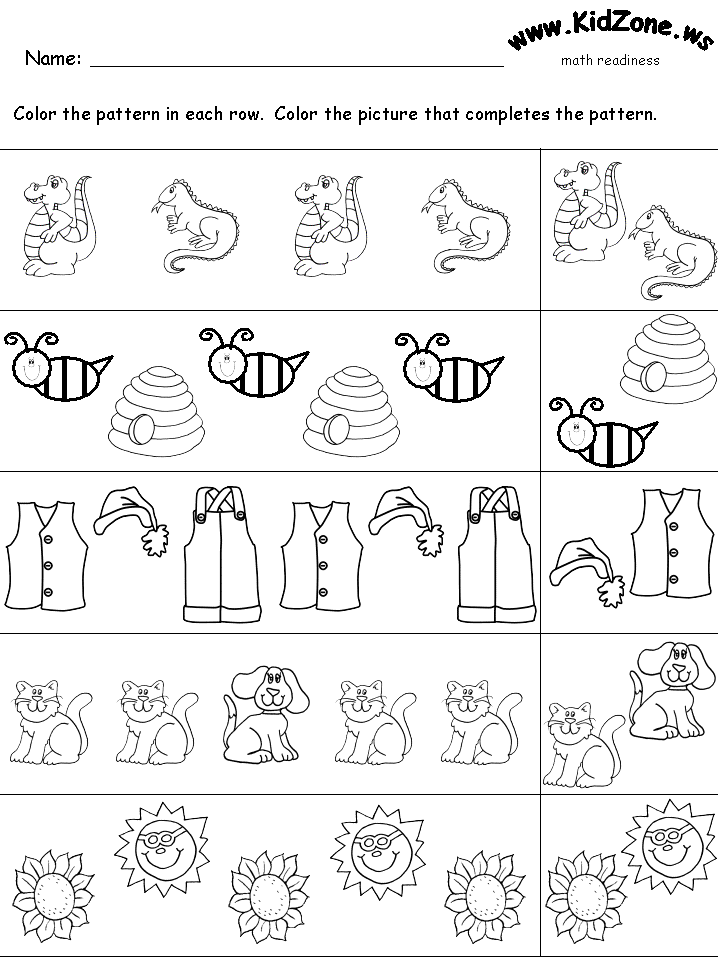 www.KidZone.ws
Name:
math readiness
Color the pattern in each row. Color the picture that completes the pattern.